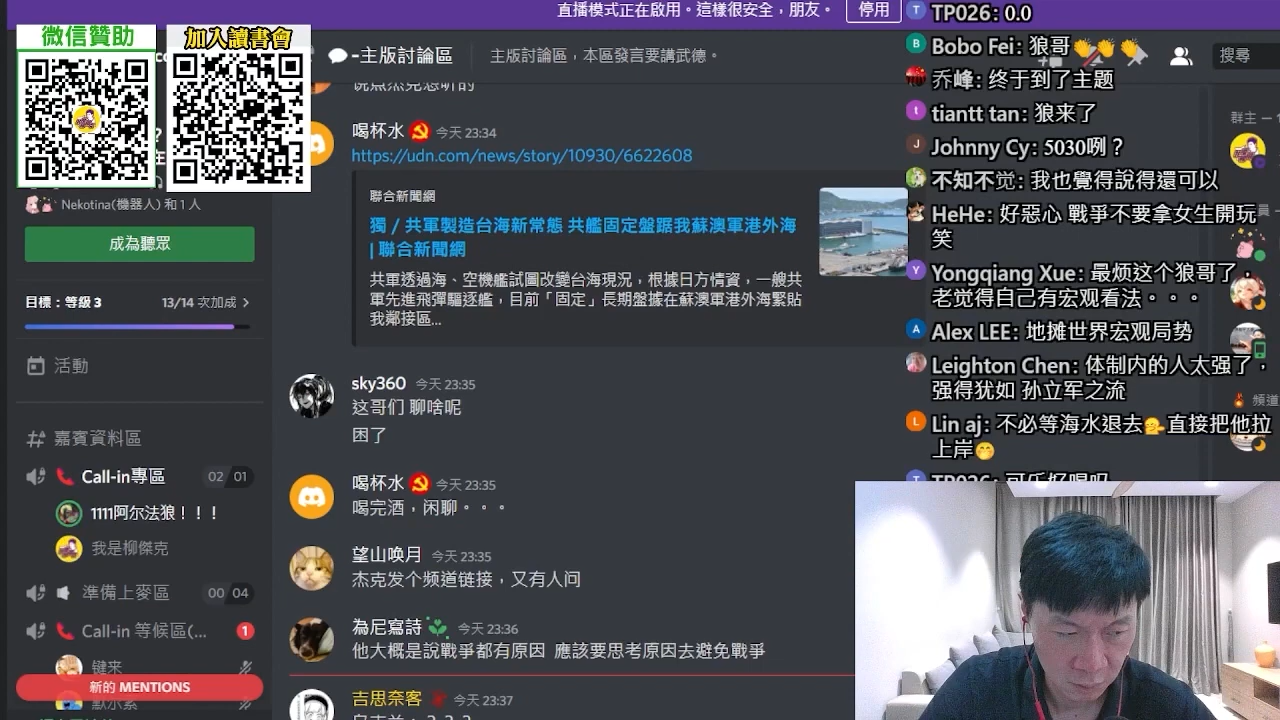 直播模式正在啟用。這樣很安全，朋友。
停用
微信贊助
加入讀書會
-主版討論區
主版討論區，本區發言要講武德。
搜尋
Nekotina(機器人) 和 1 人
成為聽眾
目標：等級 3
13/14 次加成
活動
嘉賓資料區
Call-in專區
02 01
1111阿尔法狼！！！
我是柳傑克
準備上麥區
00 04
Call-in 等候區(...
1
键来
新的 MENTIONS
喝杯水 今天 23:34
https://udn.com/news/story/10930/6622608
聯合新聞網
獨／共軍製造台海新常態 共艦固定盤踞我蘇澳軍港外海
| 聯合新聞網
共軍透過海、空機艦試圖改變台海現況，根據日方情資，一艘共
軍先進飛彈驅逐艦，目前「固定」長期盤據在蘇澳軍港外海緊貼
我鄰接區...
sky360 今天 23:35
这哥们 聊啥呢
困了
喝杯水 今天 23:35
喝完酒，闲聊。。。
望山唤月 今天 23:35
杰克发个频道链接，又有人问
為尼寫詩 今天 23:36
他大概是說戰爭都有原因 應該要思考原因去避免戰爭
吉思奈客 今天 23:37
TP026: 0.0
Bobo Fei: 狼哥👏👏👏
乔峰: 终于到了主题
tiantt tan: 狼来了
Johnny Cy: 5030咧？
不知不觉: 我也覺得說得還可以
HeHe: 好惡心 戰爭不要拿女生開玩
笑
Yongqiang Xue: 最烦这个狼哥了，
老觉得自己有宏观看法。。。
Alex LEE: 地摊世界宏观局势
Leighton Chen: 体制内的人太强了，
强得犹如 孙立军之流
Lin aj: 不必等海水退去🫴直接把他拉
上岸🤭
群主
頻道